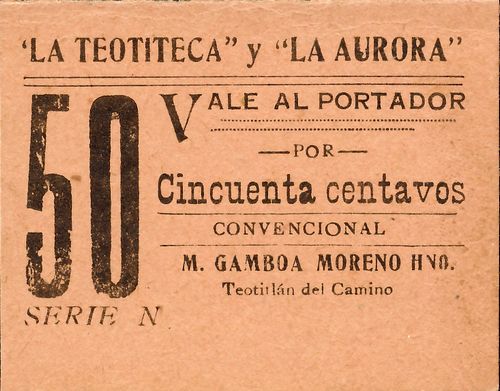 'LA TEOTITECA" y "LA AURORA"
50
VALE AL PORTADOR
—POR—
Cincuenta centavos
CONVENCIONAL
M. GAMBOA MORENO HNO.
Teotitlán del Camino
SERIE N